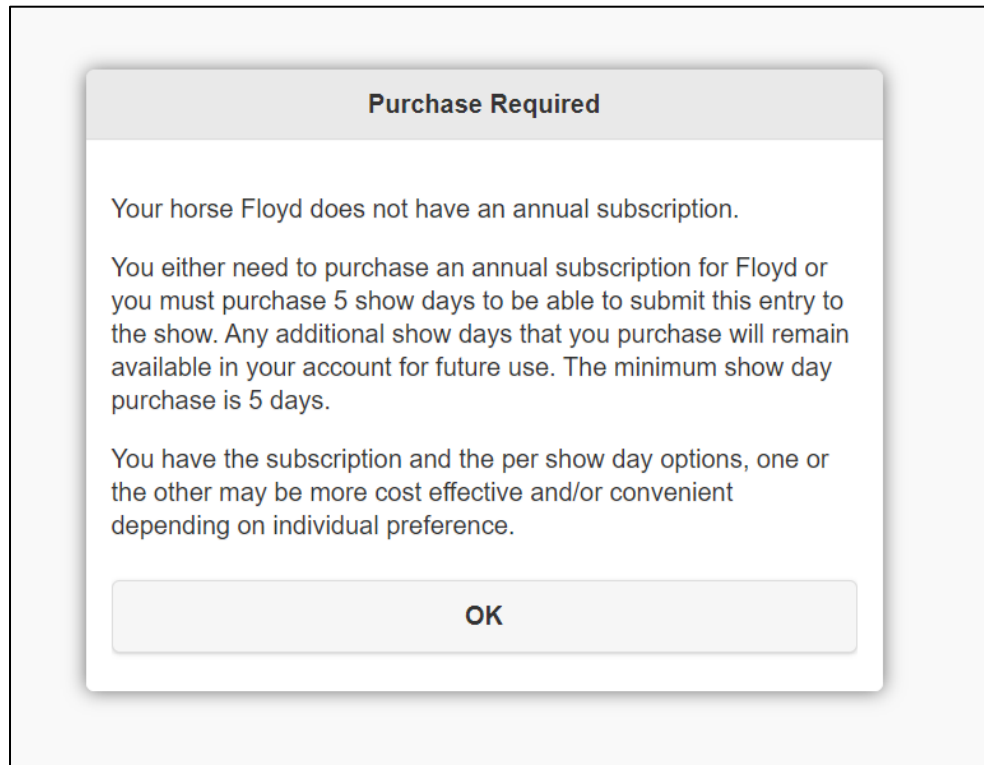 Purchase Required
Your horse Floyd does not have an annual subscription.
You either need to purchase an annual subscription for Floyd or
you must purchase 5 show days to be able to submit this entry to
the show. Any additional show days that you purchase will remain
available in your account for future use. The minimum show day
purchase is 5 days.
You have the subscription and the per show day options, one or
the other may be more cost effective and/or convenient
depending on individual preference.
OK